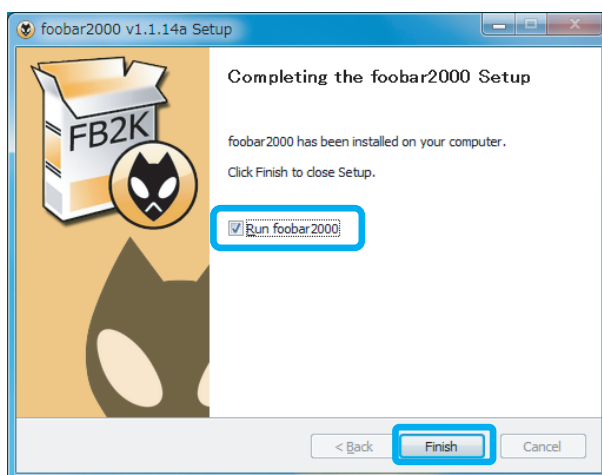 foobar2000 v1.1.14a Setup
FB2K
Completing the foobar2000 Setup
foobar2000 has been installed on your computer.
Click Finish to close Setup.
Run foobar2000
< Back
Finish
Cancel